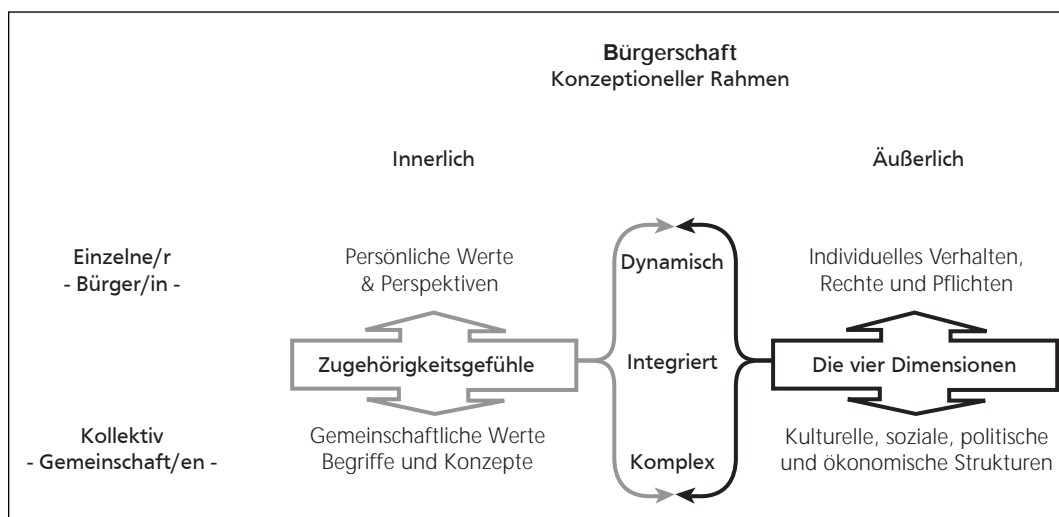 Bürgerschaft
Konzeptioneller Rahmen
Innerlich
Äußerlich
Einzelne/r
- Bürger/in -
Persönliche Werte
& Perspektiven
Dynamisch
Individuelles Verhalten,
Rechte und Pflichten
Zugehörigkeitsgefühle
Integriert
Die vier Dimensionen
Kollektiv
- Gemeinschaft/en -
Gemeinschaftliche Werte
Begriffe und Konzepte
Komplex
Kulturelle, soziale, politische
und ökonomische Strukturen